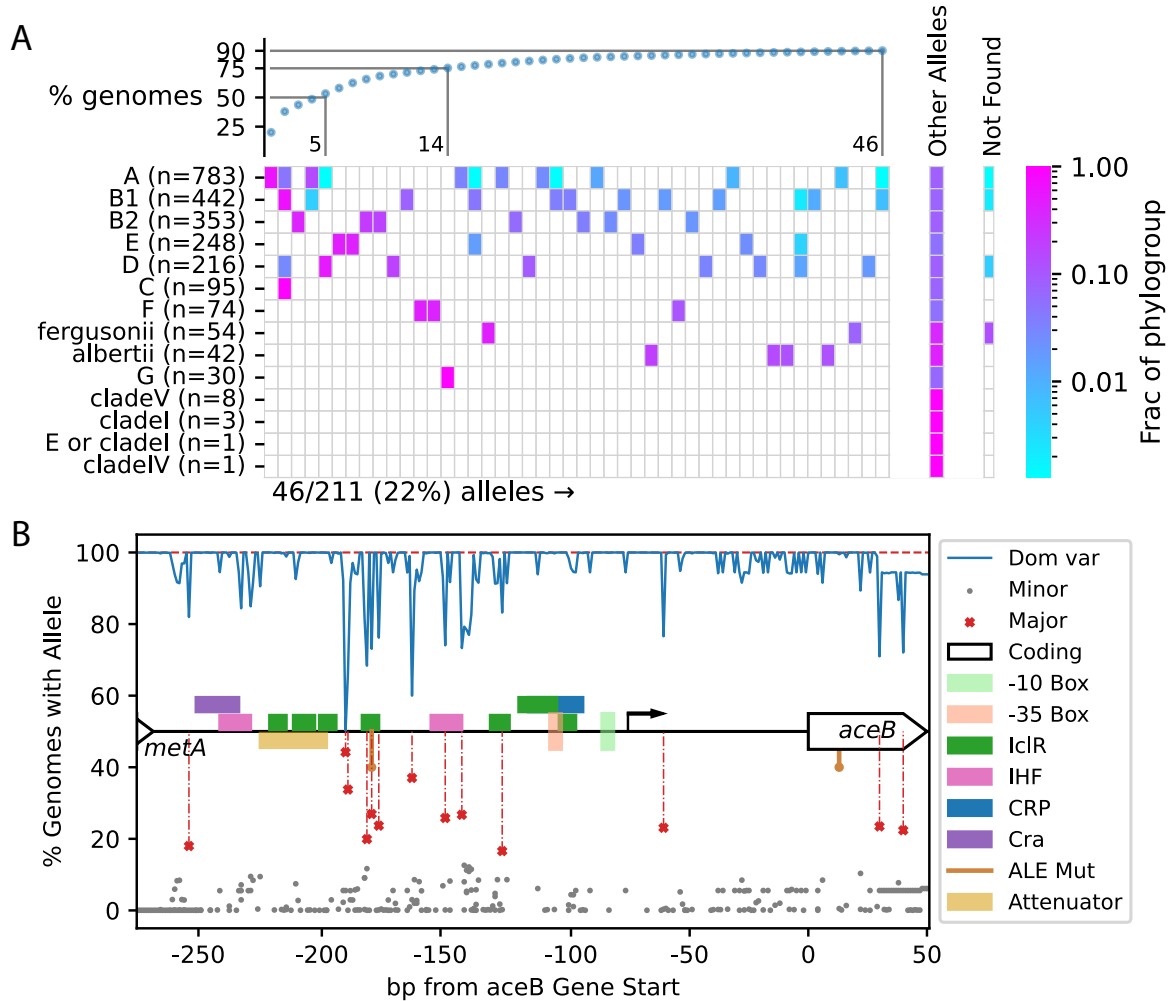 A
% genomes
90
75
50
25
5
14
46
Other Alleles
Not Found
A (n=783)
B1 (n=442)
B2 (n=353)
E (n=248)
D (n=216)
C (n=95)
F (n=74)
fergusonii (n=54)
albertii (n=42)
G (n=30)
cladeV (n=8)
cladeI (n=3)
E or cladeI (n=1)
cladeIV (n=1)
46/211 (22%) alleles →
1.00
0.10
0.01
Frac of phylogroup
B
% Genomes with Allele
100
80
60
40
20
0
metA
aceB
-250
-200
-150
-100
-50
0
50
bp from aceB Gene Start
Dom var
Minor
Major
Coding
-10 Box
-35 Box
IclR
IHF
CRP
Cra
ALE Mut
Attenuator